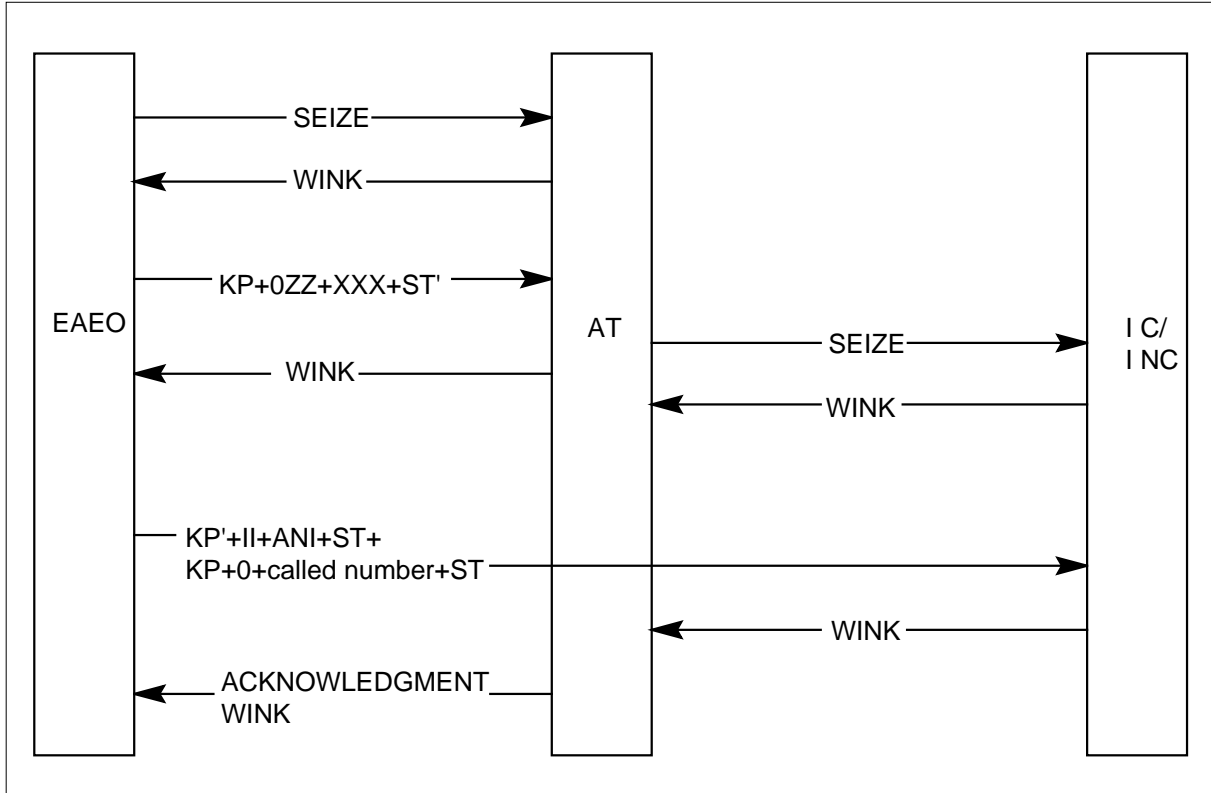 SEIZE
WINK
KP+0ZZ+XXX+ST'
EAEO
AT
I C/
I NC
SEIZE
WINK
WINK
KP'+II+ANI+ST+
KP+0+called number+ST
WINK
ACKNOWLEDGMENT
WINK